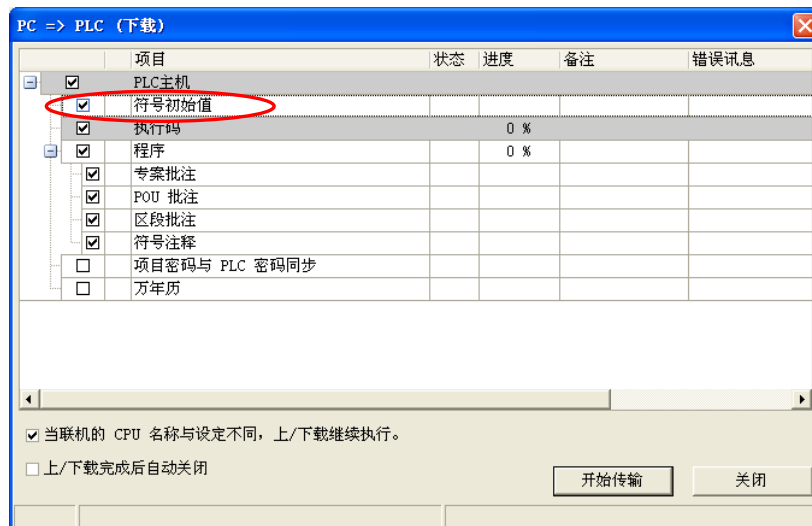 PC => PLC (下载)
项目 状态 进度 备注 错误讯息
PLC主机
符号初始值
执行码 0 %
程序 0 %
专案批注
POU 批注
区段批注
符号注释
项目密码与 PLC 密码同步
万年历
当联机的 CPU 名称与设定不同，上/下载继续执行。
上/下载完成后自动关闭
开始传输 关闭